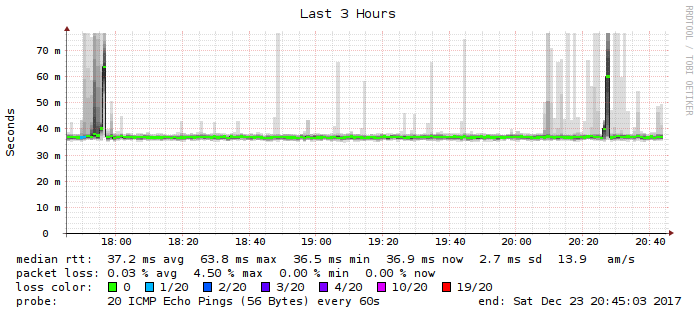 Last 3 Hours
RRDTOOL / TOBI OETIKER
Seconds
70 m
60 m
50 m
40 m
30 m
20 m
10 m
0
18:00 18:20 18:40 19:00 19:20 19:40 20:00 20:20 20:40
median rtt: 37.2 ms avg 63.8 ms max 36.5 ms min 36.9 ms now 2.7 ms sd 13.9 am/s
packet loss: 0.03 % avg 4.50 % max 0.00 % min 0.00 % now
loss color: 0 1/20 2/20 3/20 4/20 10/20 19/20
probe: 20 ICMP Echo Pings (56 Bytes) every 60s end: Sat Dec 23 20:45:03 2017